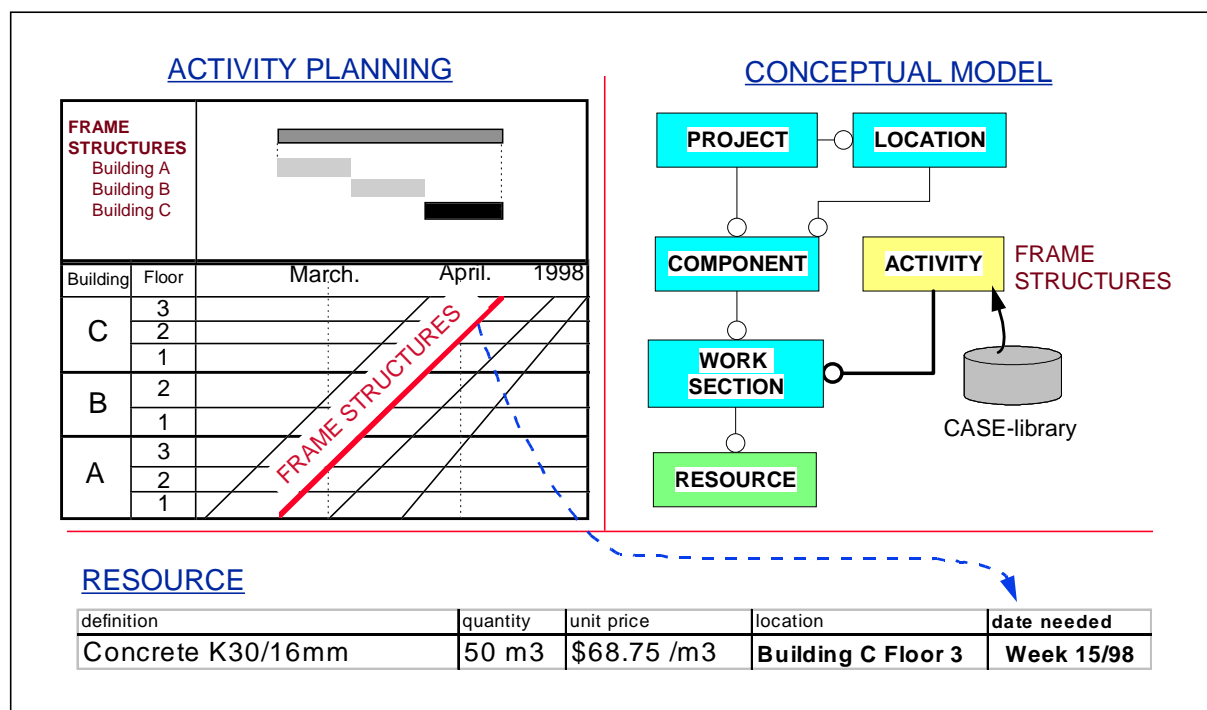 ACTIVITY PLANNING
FRAME
STRUCTURES
Building A
Building B
Building C
Building Floor March. April. 1998
C
3
2
1
B
2
1
A
3
2
1
FRAME STRUCTURES
CONCEPTUAL MODEL
PROJECT
LOCATION
COMPONENT
ACTIVITY
FRAME
STRUCTURES
WORK
SECTION
CASE-library
RESOURCE
RESOURCE
definition quantity unit price location date needed
Concrete K30/16mm 50 m3 $68.75 /m3 Building C Floor 3 Week 15/98